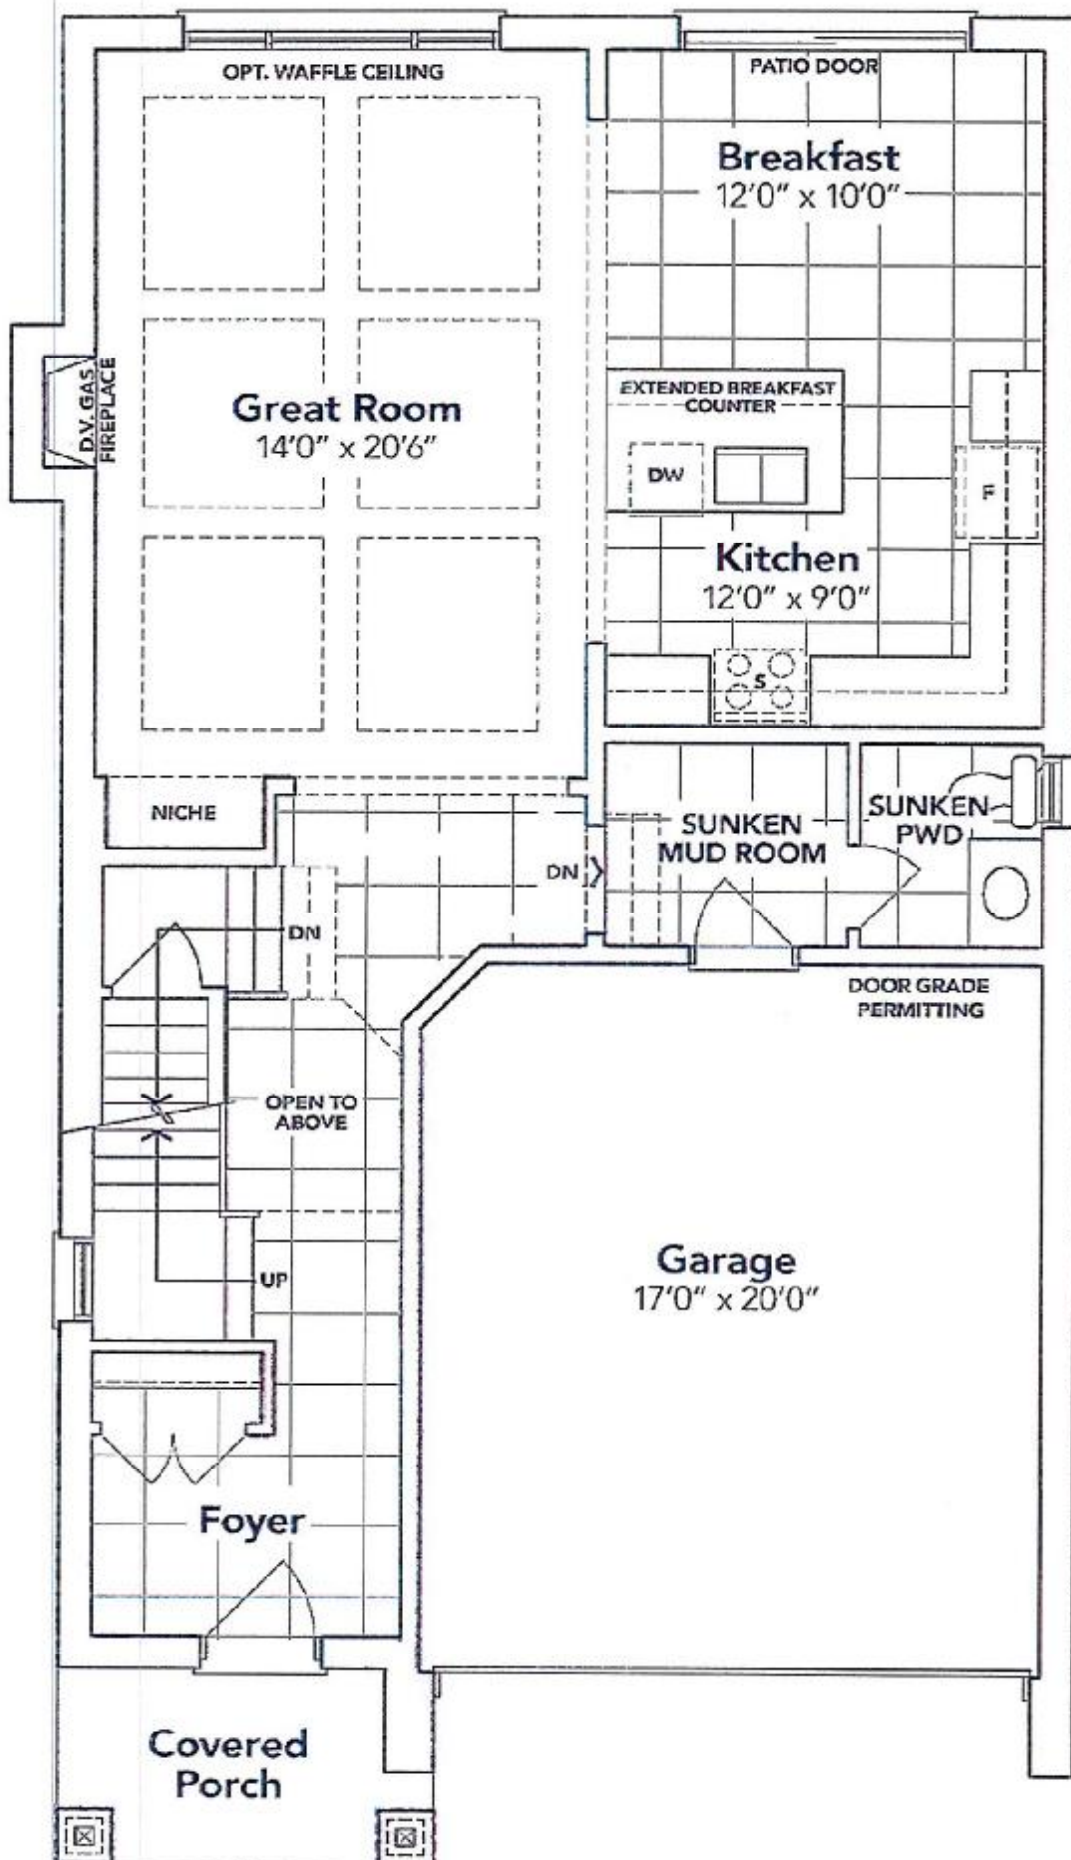 OPT. WAFFLE CEILING
PATIO DOOR
Breakfast
12'0" x 10'0"
D.V. GAS
FIREPLACE
Great Room
14'0" x 20'6"
EXTENDED BREAKFAST
COUNTER
DW
F
Kitchen
12'0" x 9'0"
S
NICHE
SUNKEN
MUD ROOM
SUNKEN
PWD
DN
DN
DOOR GRADE
PERMITTING
OPEN TO
ABOVE
UP
Garage
17'0" x 20'0"
Foyer
Covered
Porch